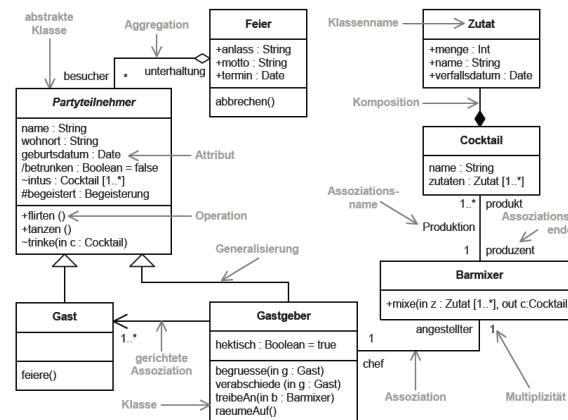 abstrakte
Klasse
Aggregation
Feier
+anlass : String
+motto : String
+termin : Date
abbrechen()
besucher
*
unterhaltung
Klassenname
Zutat
+menge : Int
+name : String
+verfallsdatum : Date
Komposition
Partyteilnehmer
name : String
wohnort : String
geburtsdatum : Date
/betrunken : Boolean = false
~intus : Cocktail [1..*]
#begeistert : Begeisterung
+flirten ()
+tanzen ()
~trinke(in c : Cocktail)
Attribut
Operation
Cocktail
name : String
zutaten : Zutat [1..*]
Assoziations-
name
1..*
produkt
Produktion
Assoziations
ende
1
produzent
Generalisierung
Barmixer
+mixe(in z : Zutat [1..*], out c:Cocktail
Gast
feiere()
1..*
gerichtete
Assoziation
Gastgeber
hektisch : Boolean = true
begruesse(in g : Gast)
verabschiede (in g : Gast)
treibeAn(in b : Barmixer)
raeumeAuf()
Klasse
1
chef
angestellter
1
Assoziation
Multiplizität